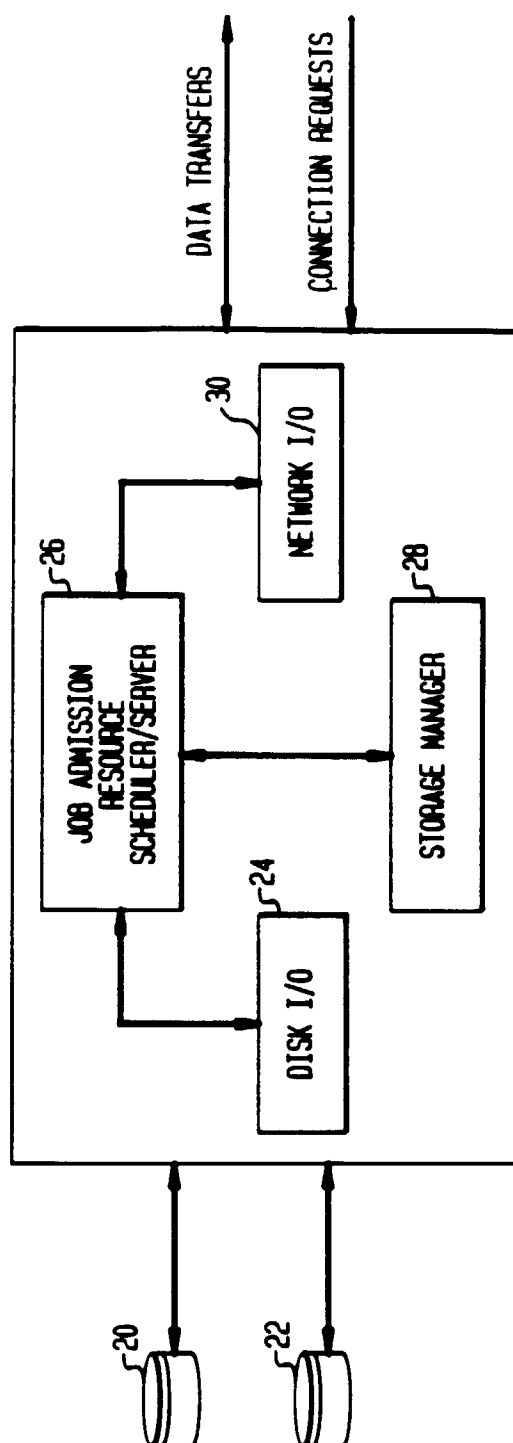 20
22
26
JOB ADMISSION
RESOURCE
SCHEDULER/SERVER
24
DISK I/O
30
NETWORK I/O
28
STORAGE MANAGER
DATA TRANSFERS
CONNECTION REQUESTS